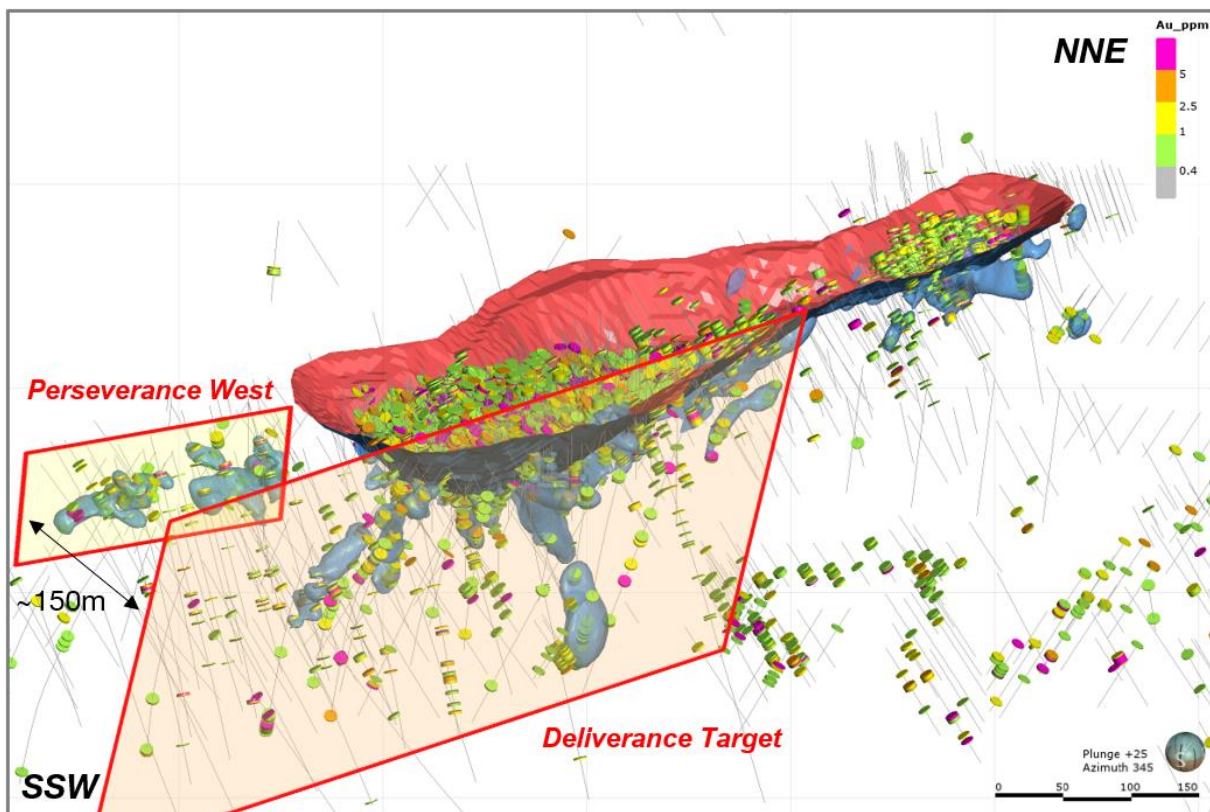 Au_ppm
NNE
5
2.5
1
0.4
Perseverance West
~150m
Deliverance Target
SSW
Plunge +25
Azimuth 345
0 50 100 150